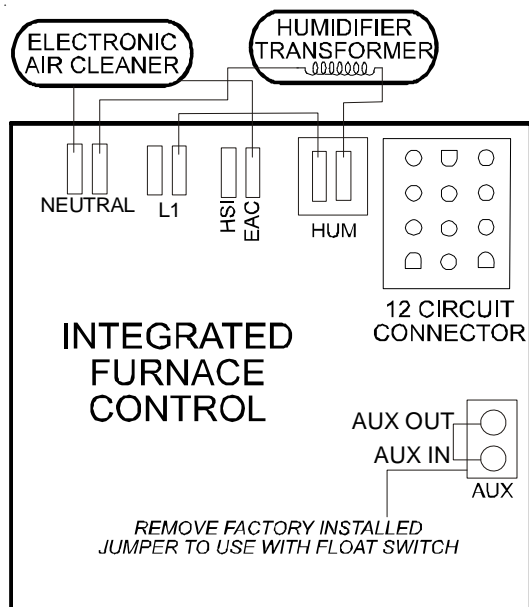 ELECTRONIC
AIR CLEANER
HUMIDIFIER
TRANSFORMER
NEUTRAL
L1
HSI
EAC
HUM
12 CIRCUIT
CONNECTOR
INTEGRATED
FURNACE
CONTROL
AUX OUT
AUX IN
AUX
REMOVE FACTORY INSTALLED
JUMPER TO USE WITH FLOAT SWITCH